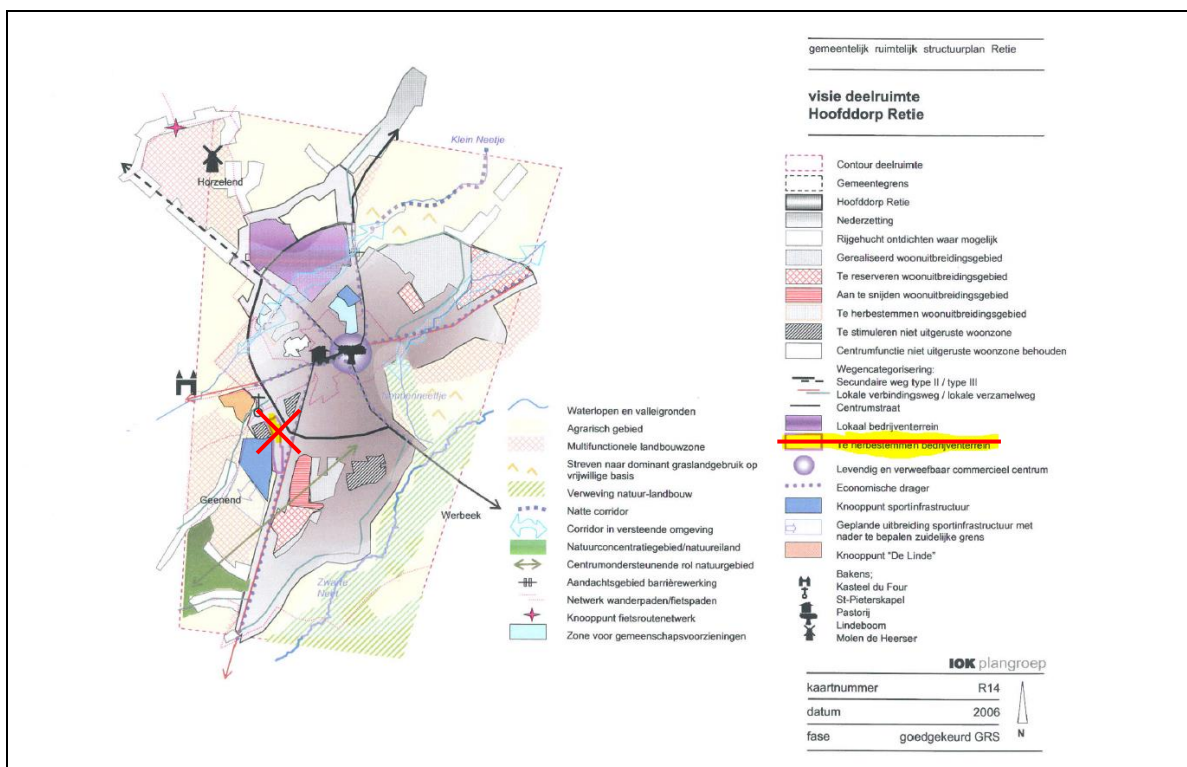 gemeentelijk ruimtelijk structuurplan Retie
visie deelruimte
Hoofddorp Retie
Contour deelruimte
Gemeentegrens
Hoofddorp Retie
Nederzetting
Rijgehucht ontdichten waar mogelijk
Gerealiseerd woonuitbreidingsgebied
Te reserveren woonuitbreidingsgebied
Aan te snijden woonuitbreidingsgebied
Te herbestemmen woonuitbreidingsgebied
Te stimuleren niet uitgeruste woonzone
Centrumfunctie niet uitgeruste woonzone behouden
Wegencategorisering:
Secundaire weg type II / type III
Lokale verbindingsweg / lokale verzamelweg
Centrumstraat
Lokaal bedrijventerrein
Te herbestemmen bedrijventerrein
Levendig en verweefbaar commercieel centrum
Economische drager
Knooppunt sportinfrastructuur
Geplande uitbreiding sportinfrastructuur met
nader te bepalen zuidelijke grens
Knooppunt "De Linde"
Bakens;
Kasteel du Four
St-Pieterskapel
Pastorij
Lindeboom
Molen de Heerser
Waterlopen en valleigronden
Agrarisch gebied
Multifunctionele landbouwzone
Streven naar dominant graslandgebruik op
vrijwillige basis
Verweving natuur-landbouw
Natte corridor
Corridor in versteende omgeving
Natuurconcentratiegebied/natuureiland
Centrumondersteunende rol natuurgebied
Aandachtsgebied barrièrewerking
Netwerk wanderpaden/fietspaden
Knooppunt fietsroutenetwerk
Zone voor gemeenschapsvoorzieningen
Klein Neetje
Horzelend
Geenend
Werbeek
Zwarte
Neet
IOK plangroep
kaartnummer R14
datum 2006
fase goedgekeurd GRS
N